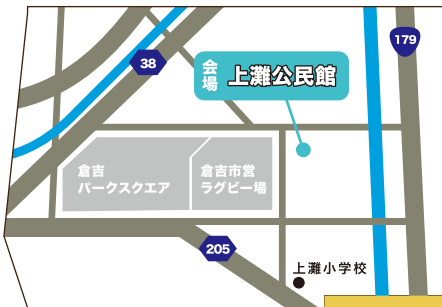 179
38
会場
上灘公民館
倉吉
パークスクエア
倉吉市営
ラグビー場
205
上灘小学校